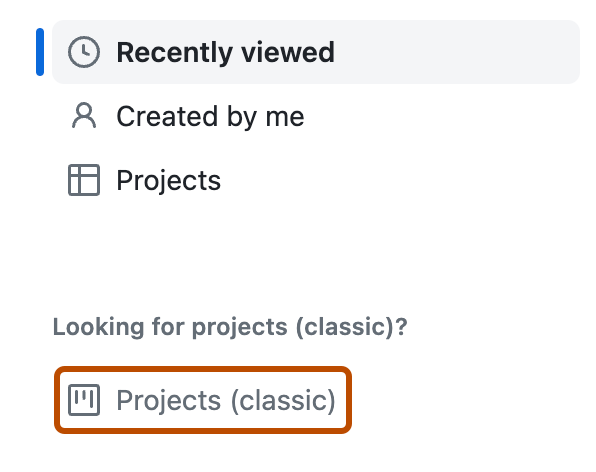 Recently viewed
Created by me
Projects
Looking for projects (classic)?
Projects (classic)